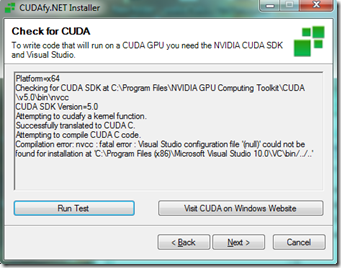 CUDAfy.NET Installer
Check for CUDA
To write code that will run on a CUDA GPU you need the NVIDIA CUDA SDK
and Visual Studio.
Platform=x64
Checking for CUDA SDK at C:\Program Files\NVIDIA GPU Computing Toolkit\CUDA
\v5.0\bin\nvcc
CUDA SDK Version=5.0
Attempting to cudafy a kernel function.
Successfully translated to CUDA C.
Attempting to compile CUDA C code.
Compilation error: nvcc : fatal error : Visual Studio configuration file '(null)' could not be
found for installation at 'C:\Program Files (x86)\Microsoft Visual Studio 10.0\VC\bin/../..'
Run Test
Visit CUDA on Windows Website
< Back
Next >
Cancel